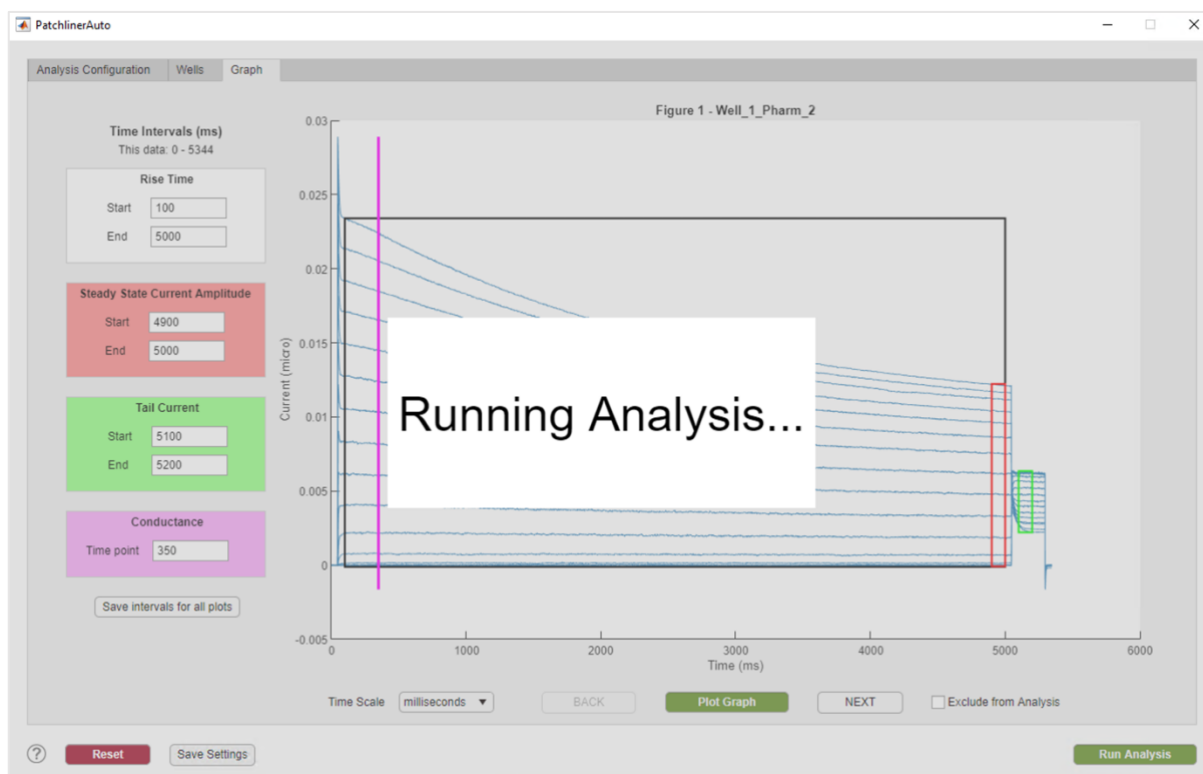 PatchlinerAuto
Analysis Configuration
Wells
Graph
Time Intervals (ms)
This data: 0 - 5344
Rise Time
Start 100
End 5000
Steady State Current Amplitude
Start 4900
End 5000
Tail Current
Start 5100
End 5200
Conductance
Time point 350
Save intervals for all plots
Figure 1 - Well_1_Pharm_2
0.03
0.025
0.02
0.015
0.01
0.005
0
-0.005
Current (micro)
Running Analysis...
0 1000 2000 3000 4000 5000 6000
Time (ms)
Time Scale milliseconds BACK Plot Graph NEXT Exclude from Analysis
? Reset Save Settings Run Analysis